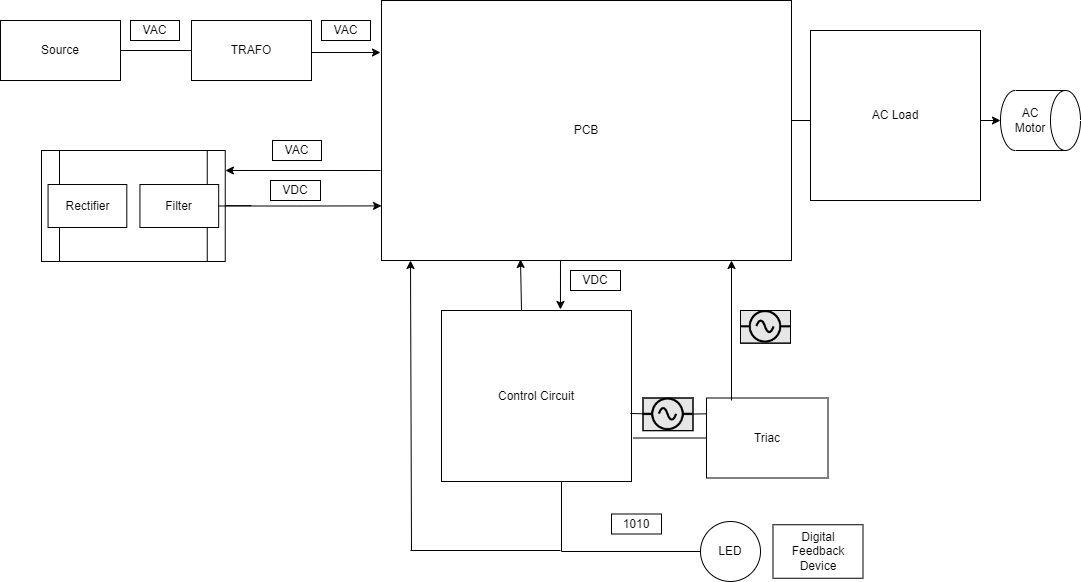 VAC
VAC
Source
TRAFO
AC Load
AC
Motor
PCB
VAC
VDC
Rectifier
Filter
VDC
Control Circuit
Triac
1010
LED
Digital
Feedback
Device